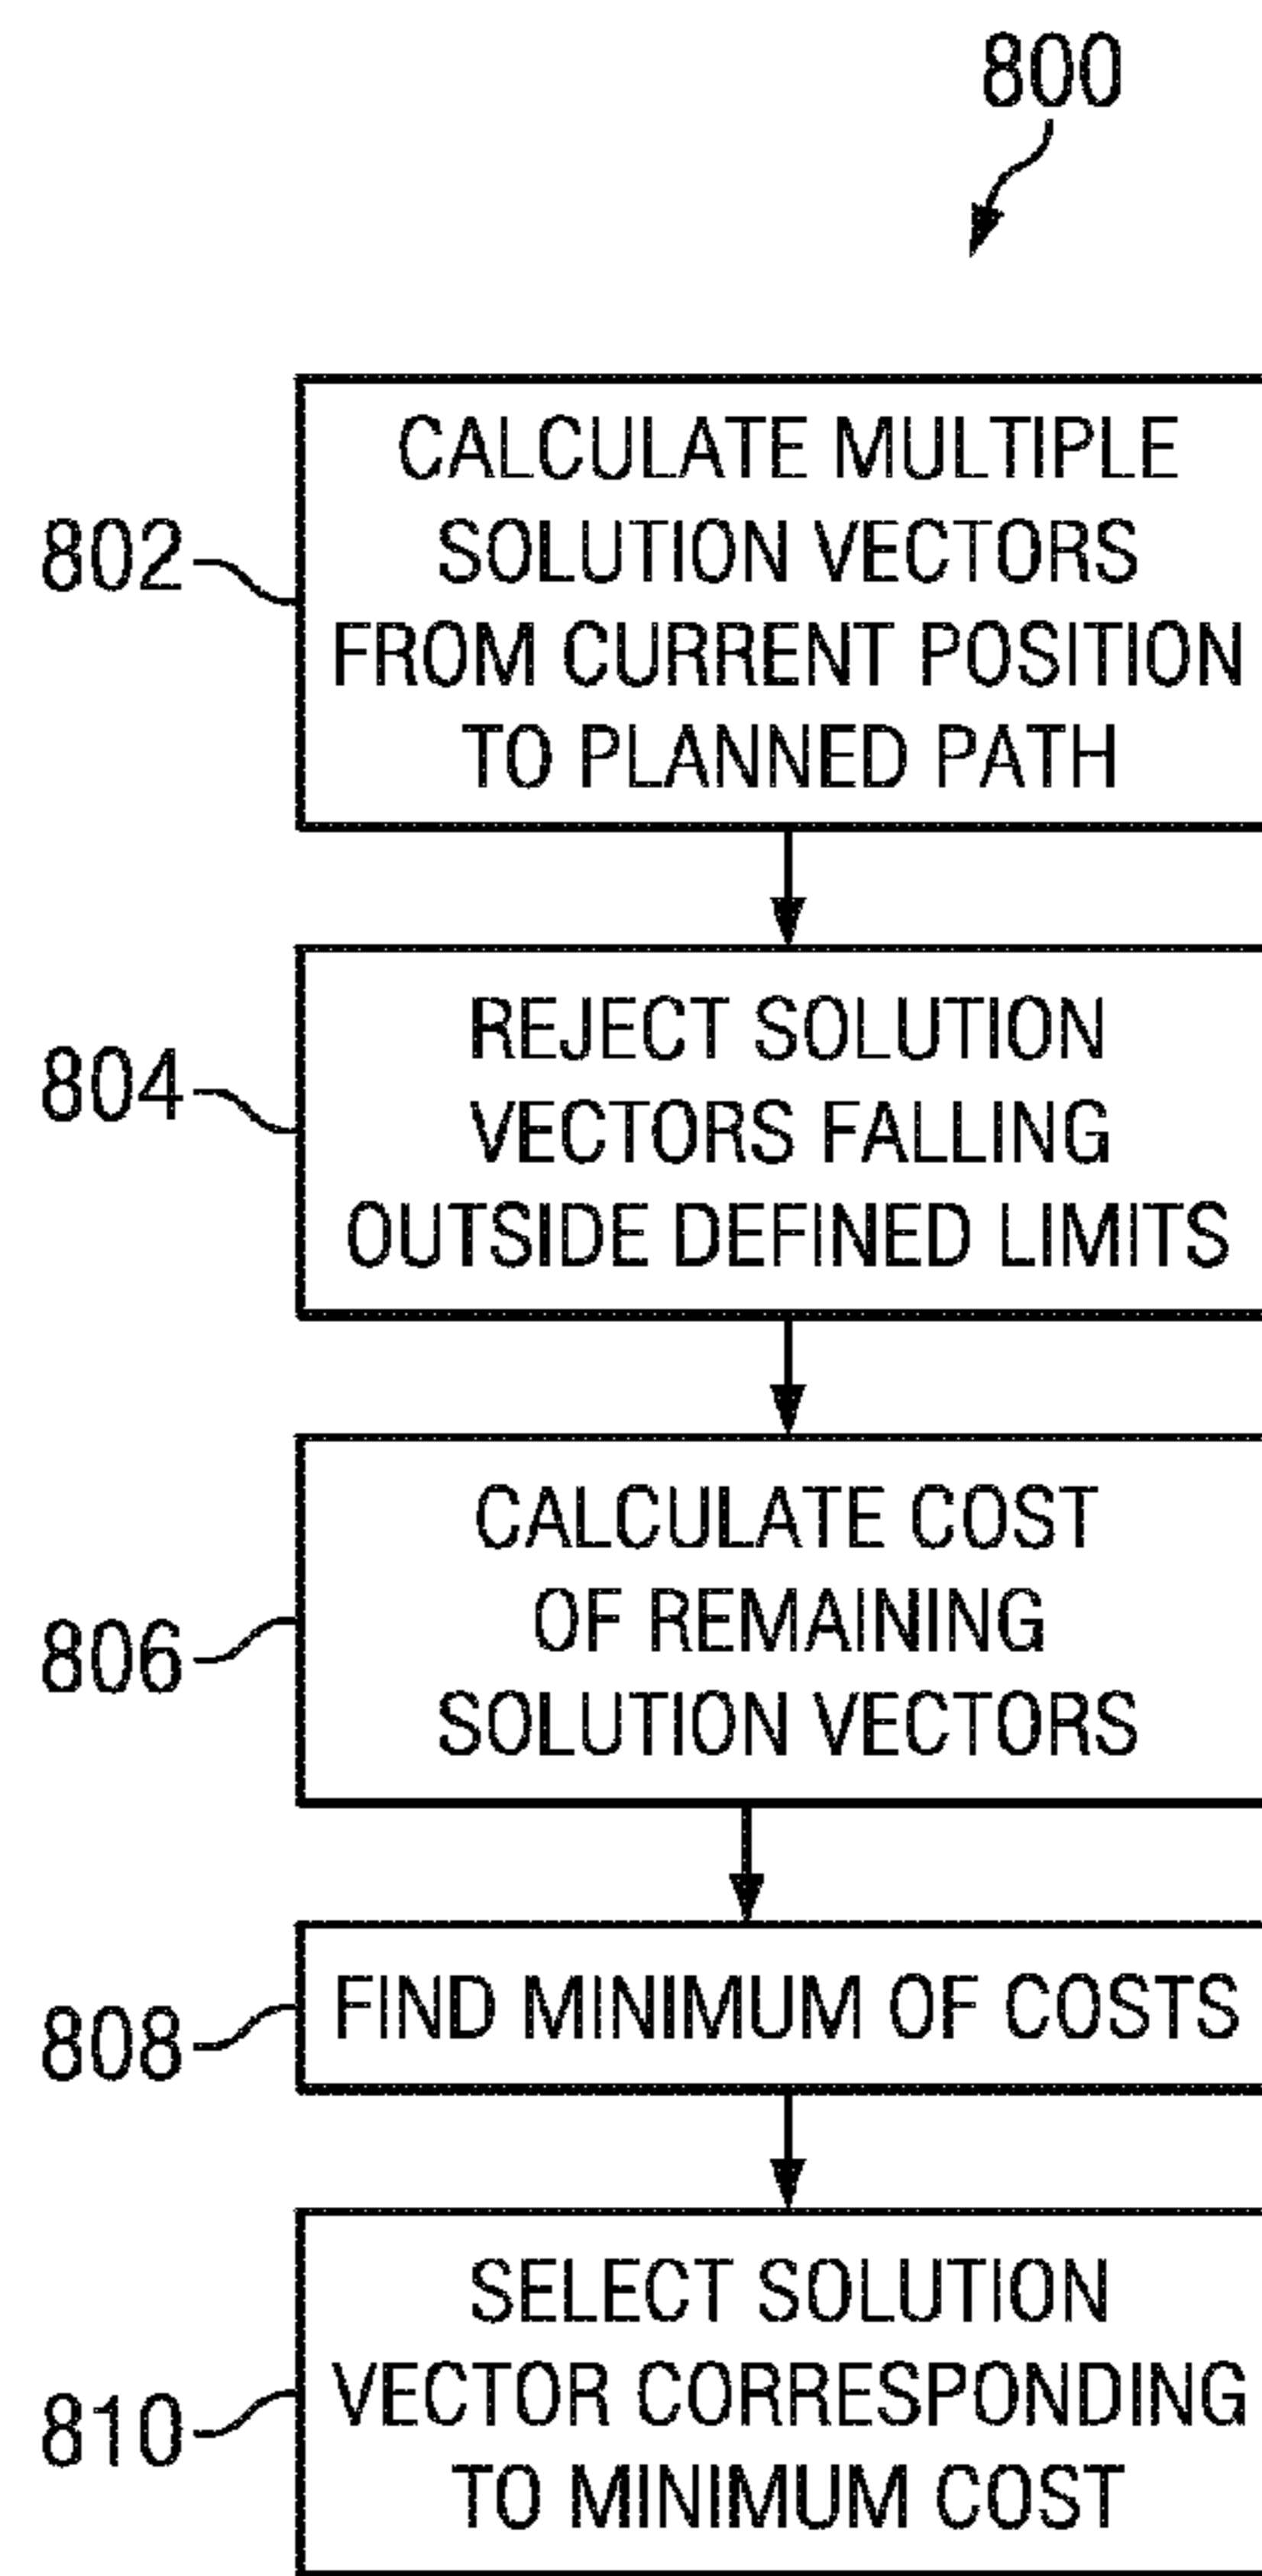 800
802
CALCULATE MULTIPLE
SOLUTION VECTORS
FROM CURRENT POSITION
TO PLANNED PATH
804
REJECT SOLUTION
VECTORS FALLING
OUTSIDE DEFINED LIMITS
806
CALCULATE COST
OF REMAINING
SOLUTION VECTORS
808
FIND MINIMUM OF COSTS
810
SELECT SOLUTION
VECTOR CORRESPONDING
TO MINIMUM COST